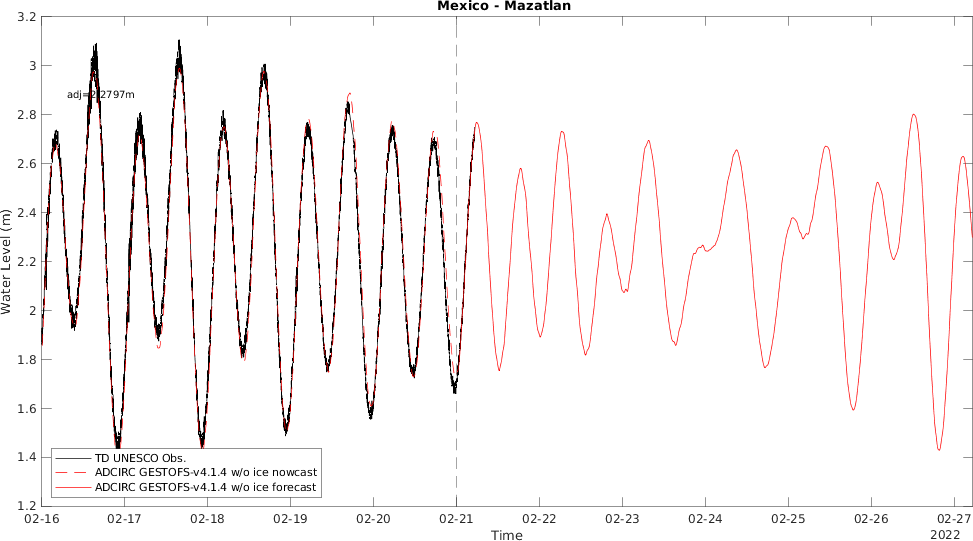 Mexico - Mazatlan
3.2
3
2.8
2.6
2.4
2.2
2
1.8
1.6
1.4
1.2
Water Level (m)
adj=2.2797m
TD UNESCO Obs.
ADCIRC GESTOFS-v4.1.4 w/o ice nowcast
ADCIRC GESTOFS-v4.1.4 w/o ice forecast
02-16 02-17 02-18 02-19 02-20 02-21 02-22 02-23 02-24 02-25 02-26 02-27
Time
2022